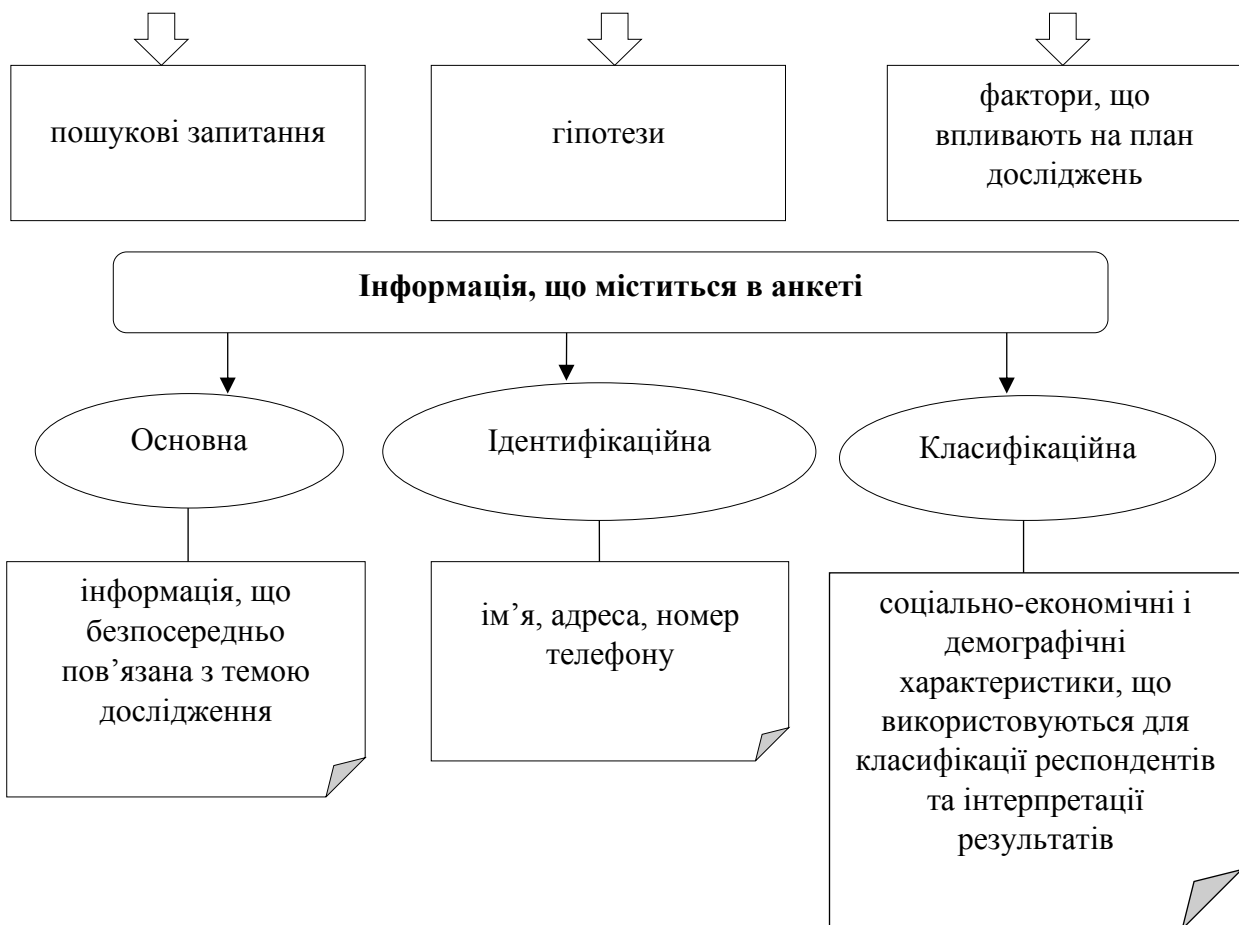 пошукові запитання
гіпотези
фактори, що
впливають на план
досліджень
Інформація, що міститься в анкеті
Основна
Ідентифікаційна
Класифікаційна
інформація, що
безпосередньо
пов’язана з темою
дослідження
ім’я, адреса, номер
телефону
соціально-економічні і
демографічні
характеристики, що
використовуються для
класифікації респондентів
та інтерпретації
результатів